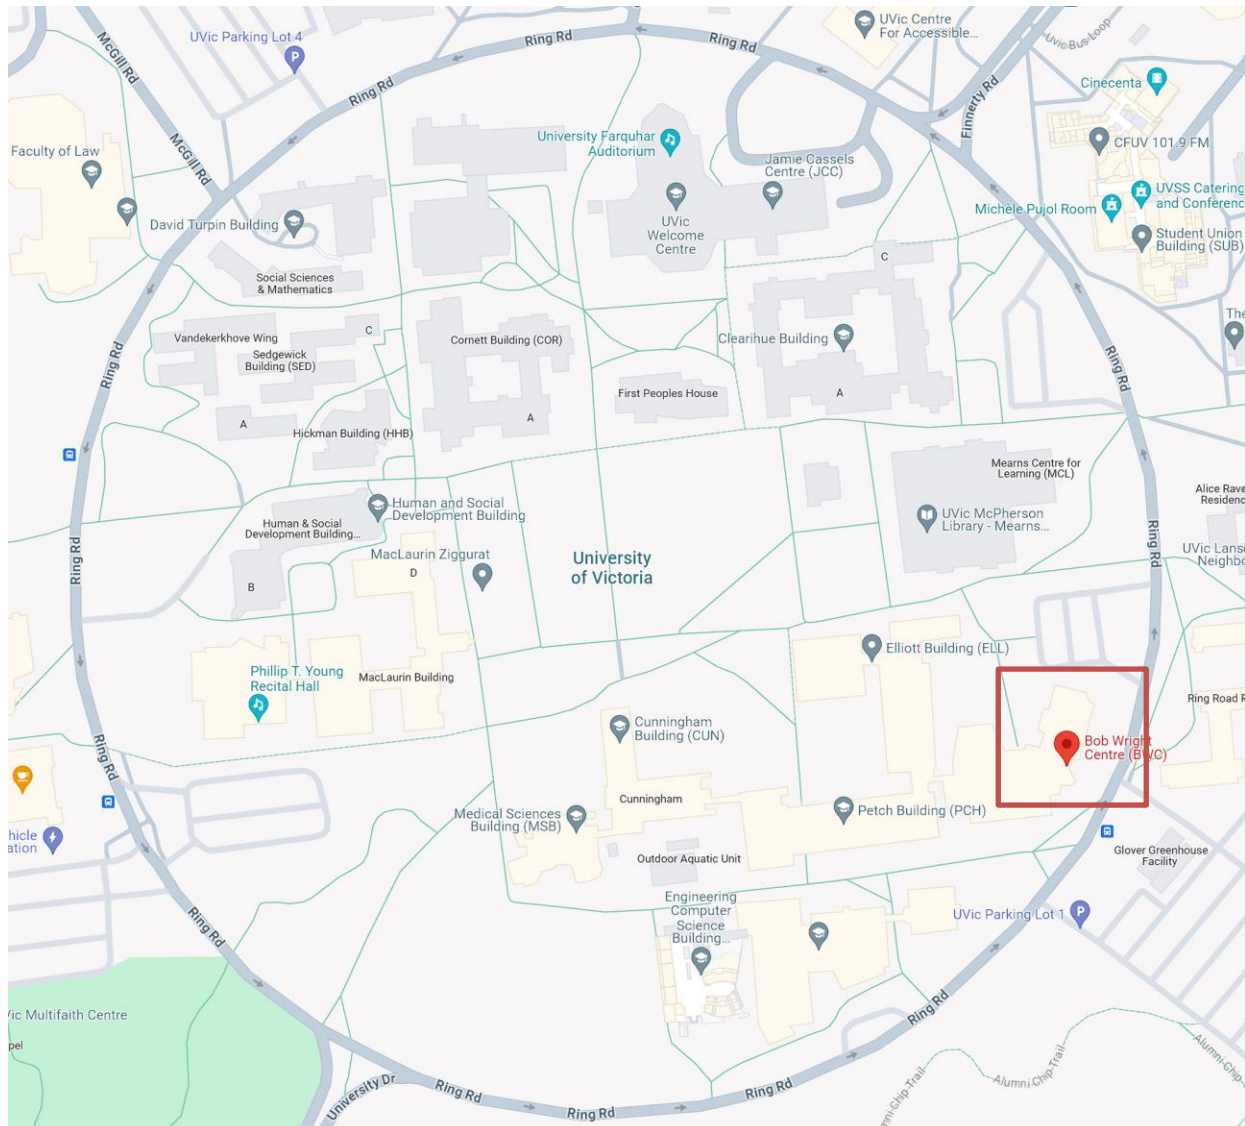 McGill Rd
UVic Parking Lot 4
P
Ring Rd
Ring Rd
UVic Centre
For Accessible...
Uvic Bus Loop
Cinecenta
Ring Rd
Finnerty Rd
CFUV 101.9 FM
Faculty of Law
McGill Rd
University Farquhar
Auditorium
Jamie Cassels
Centre (JCC)
UVSS Catering
and Conferenc
Michèle Pujol Room
David Turpin Building
UVic
Welcome
Centre
Student Union
Building (SUB)
C
Social Sciences
& Mathematics
The
Vandekerkhove Wing
C
Sedgewick
Building (SED)
Cornett Building (COR)
Clearihue Building
Ring Rd
Ring Rd
First Peoples House
A
A
A
Hickman Building (HHB)
Mearns Centre for
Learning (MCL)
Human and Social
Development Building
Alice Rave
Residenc
Human & Social
Development Building...
UVic McPherson
Library - Mearns...
Ring Rd
Ring Rd
MacLaurin Ziggurat
University
of Victoria
UVic Lans
Neighbo
D
B
Elliott Building (ELL)
Phillip T. Young
Recital Hall
MacLaurin Building
Ring Road R
Cunningham
Building (CUN)
Bob Wright
Centre (BWC)
Ring Rd
Cunningham
Medical Sciences
Building (MSB)
Petch Building (PCH)
hicle
ation
Outdoor Aquatic Unit
Glover Greenhouse
Facility
Engineering
Computer
Science
Building...
UVic Parking Lot 1
P
Ring Rd
Vic Multifaith Centre
pel
Ring Rd
Alumni Chip Trail
Alumni Chip Trail
Alumni Chip
University Dr
Ring Rd
Ring Rd
Ring Rd